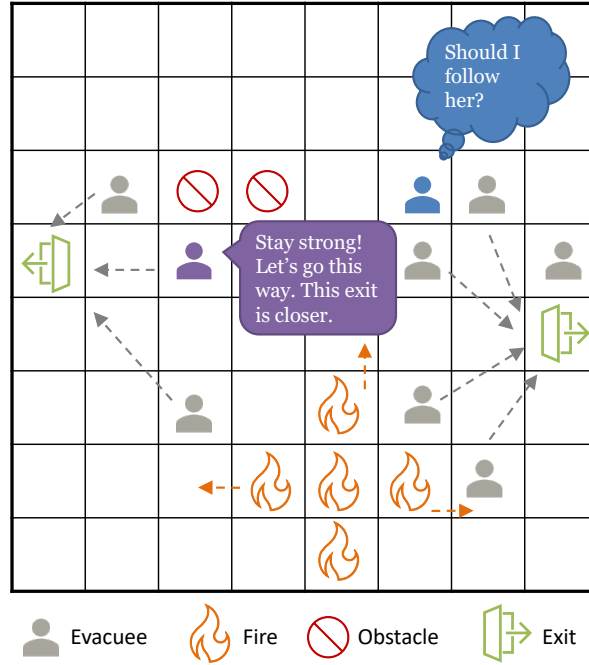 Should I
follow
her?
Stay strong!
Let's go this
way. This exit
is closer.
Evacuee
Fire
Obstacle
Exit